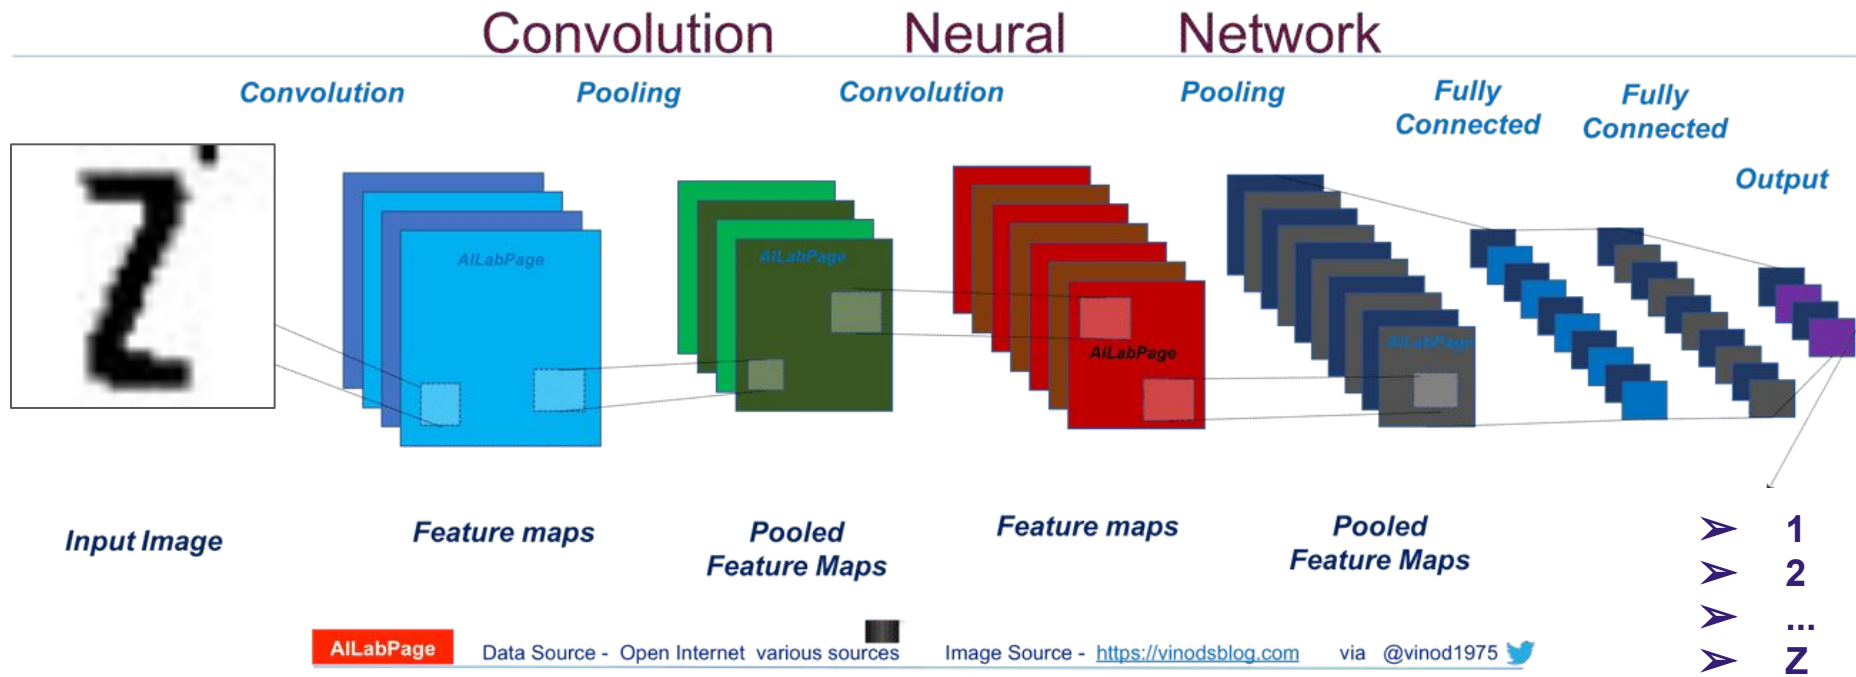 Convolution Neural Network
Convolution Pooling Convolution Pooling Fully Connected Fully Connected
Output
Z
AILabPage AILabPage AILabPage AILabPage
Input Image Feature maps Pooled Feature Maps Feature maps Pooled Feature Maps
➢ 1
➢ 2
➢ ...
➢ Z
AILabPage Data Source - Open Internet various sources Image Source - https://vinodsblog.com via @vinod1975